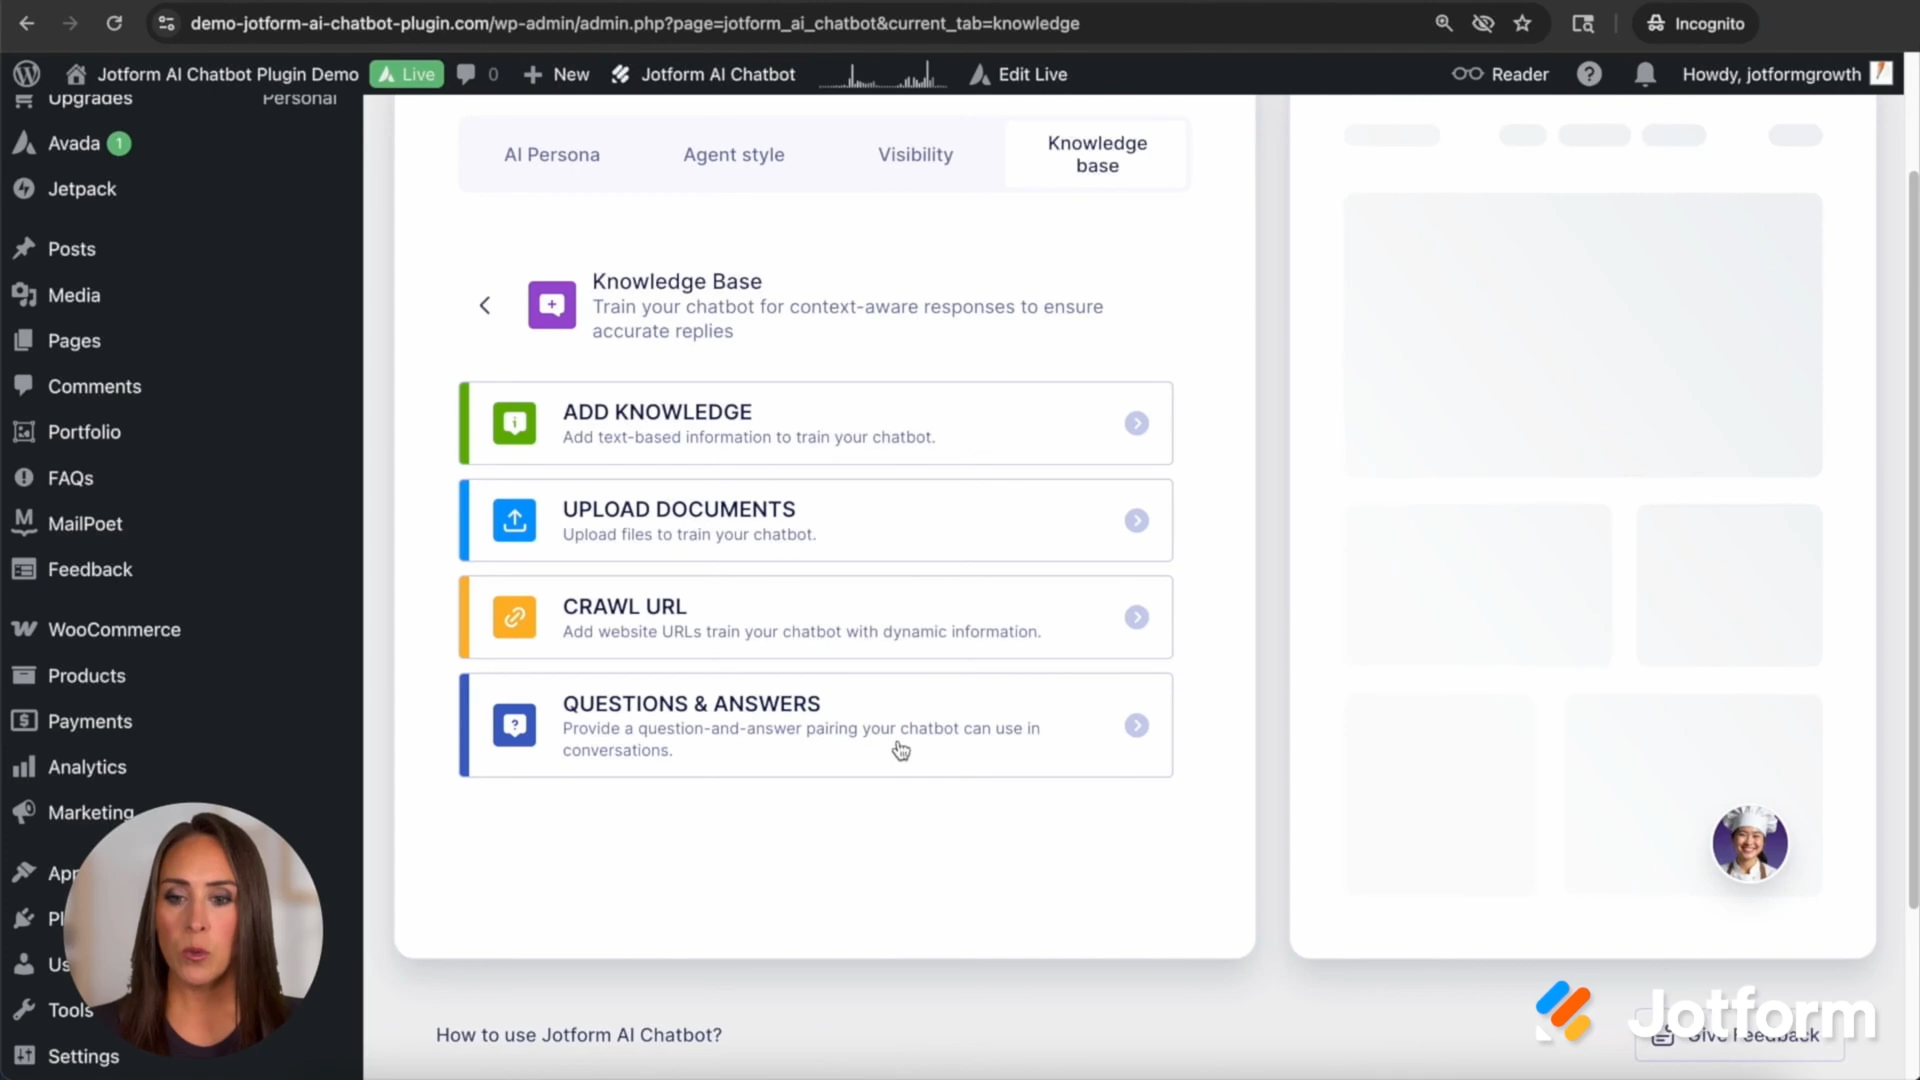 demo-jotform-ai-chatbot-plugin.com/wp-admin/admin.php?page=jotform_ai_chatbot&current_tab=knowledge
Incognito
Jotform AI Chatbot Plugin Demo
Live
0
New
Jotform AI Chatbot
Edit Live
Reader
Howdy, jotformgrowth
Upgrades
Personal
Avada 1
Jetpack
Posts
Media
Pages
Comments
Portfolio
FAQs
MailPoet
Feedback
WooCommerce
Products
Payments
Analytics
Marketing
Tools
Settings
AI Persona
Agent style
Visibility
Knowledge
base
Knowledge Base
Train your chatbot for context-aware responses to ensure
accurate replies
ADD KNOWLEDGE
Add text-based information to train your chatbot.
UPLOAD DOCUMENTS
Upload files to train your chatbot.
CRAWL URL
Add website URLs train your chatbot with dynamic information.
QUESTIONS & ANSWERS
Provide a question-and-answer pairing your chatbot can use in
conversations.
How to use Jotform AI Chatbot?
Jotform
Give Feedback